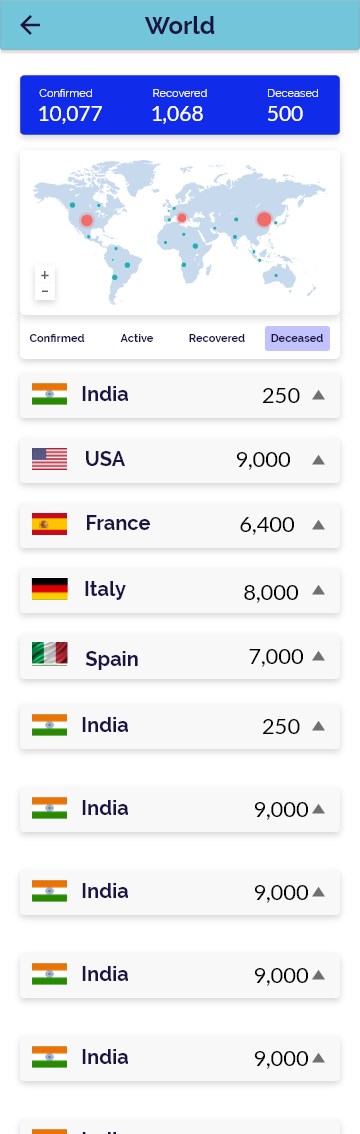 World
Confirmed Recovered Deceased
10,077 1,068 500
+
-
Confirmed Active Recovered Deceased
India 250
USA 9,000
France 6,400
Italy 8,000
Spain 7,000
India 250
India 9,000
India 9,000
India 9,000
India 9,000